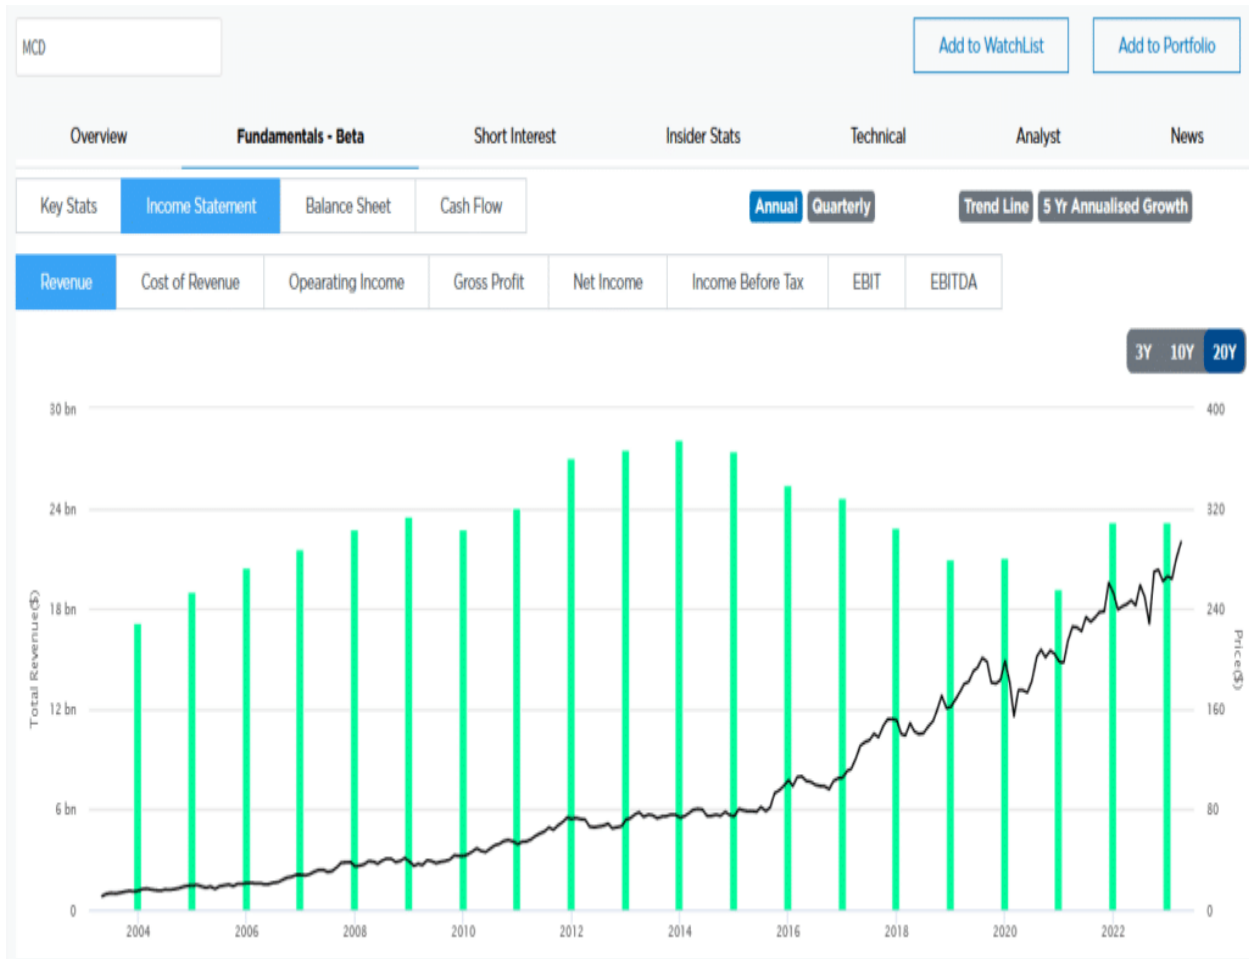 MCD
Add to WatchList
Add to Portfolio
Overview
Fundamentals - Beta
Short Interest
Insider Stats
Technical
Analyst
News
Key Stats
Income Statement
Balance Sheet
Cash Flow
Annual
Quarterly
Trend Line
5 Yr Annualised Growth
Revenue
Cost of Revenue
Opearating Income
Gross Profit
Net Income
Income Before Tax
EBIT
EBITDA
3Y
10Y
20Y
30 bn
24 bn
18 bn
12 bn
6 bn
0
Total Revenue($)
400
320
240
160
80
0
Price($)
2004
2006
2008
2010
2012
2014
2016
2018
2020
2022